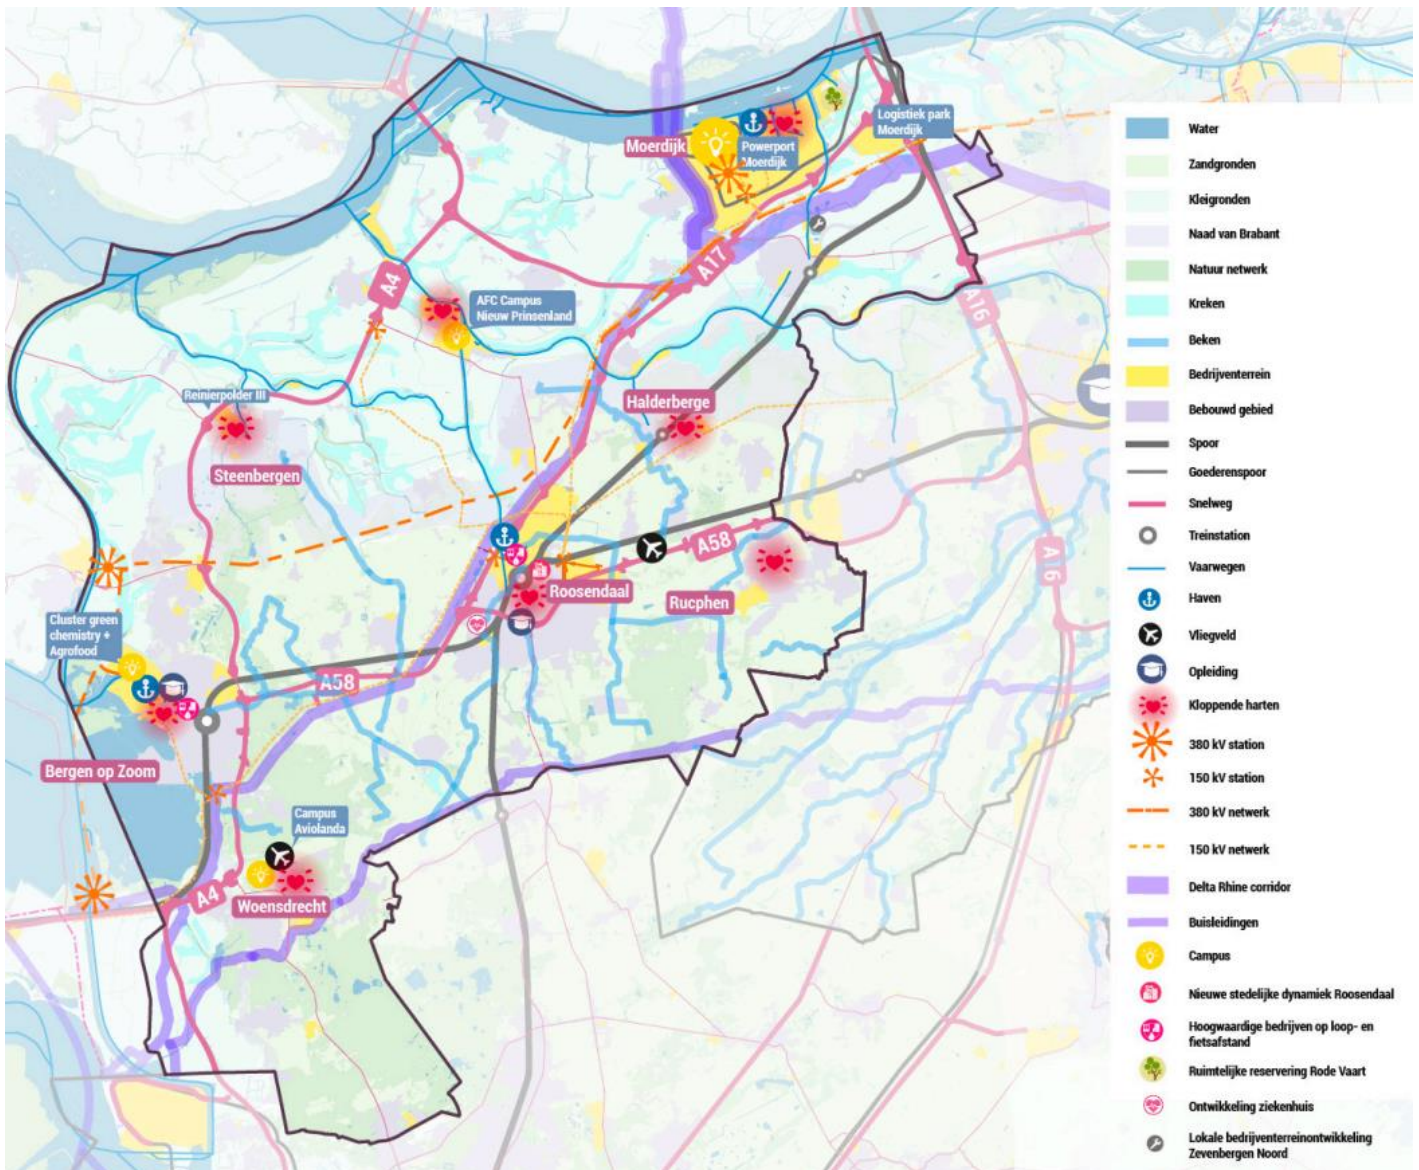 Logistiek park
Moerdijk
Moerdijk
Powerport
Moerdijk
A17
A4
A16
AFC Campus
Nieuw Prinsenland
Reinierpolder III
Halderberge
Steenbergen
A58
Roosendaal
Rucphen
A16
Cluster green
chemistry +
Agrofood
A58
Bergen op Zoom
Campus
Aviolanda
A4
Woensdrecht
Water
Zandgronden
Kleigronden
Naad van Brabant
Natuur netwerk
Kreken
Beken
Bedrijventerrein
Bebouwd gebied
Spoor
Goederenspoor
Snelweg
Treinstation
Vaarwegen
Haven
Vliegveld
Opleiding
Kloppende harten
380 kV station
150 kV station
380 kV netwerk
150 kV netwerk
Delta Rhine corridor
Buisleidingen
Campus
Nieuwe stedelijke dynamiek Roosendaal
Hoogwaardige bedrijven op loop- en
fietsafstand
Ruimtelijke reservering Rode Vaart
Ontwikkeling ziekenhuis
Lokale bedrijventerreinontwikkeling
Zevenbergen Noord